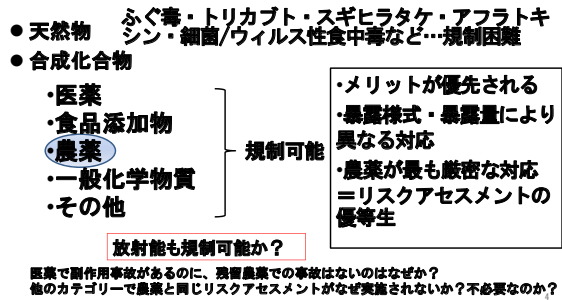 ● 天然物 ふぐ毒・トリカブト・スギヒラタケ・アフラトキ
シン・細菌/ウィルス性食中毒など…規制困難
● 合成化合物
・医薬
・食品添加物
・農薬
・一般化学物質
・その他
規制可能
・メリットが優先される
・暴露様式・暴露量により
異なる対応
・農薬が最も厳密な対応
＝リスクアセスメントの
優等生
放射能も規制可能か？
医薬で副作用事故があるのに、残留農薬での事故はないのはなぜか？
他のカテゴリーで農薬と同じリスクアセスメントがなぜ実施されないか？不必要なのか？
4